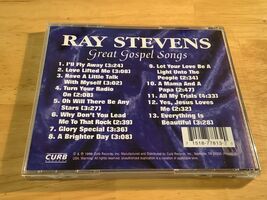 RAY STEVENS
Great Gospel Songs
1. I'll Fly Away (3:24)
2. Love Lifted Me (3:08)
3. Have a Little Talk
With Myself (3:02)
4. Turn Your Radio
On (2:08)
5. Oh Will There Be Any
Stars (3:27)
6. Why Don't You Lead
Me To That Rock (2:39)
7. Glory Special (3:36)
8. A Brighter Day (3:08)
9. Let Your Love Be A
Light Unto The
People (2:34)
10. A Mama And A
Papa (2:47)
11. All My Trials (4:33)
12. Yes, Jesus Loves
Me (2:32)
13. Everything Is
Beautiful (3:28)
CURB